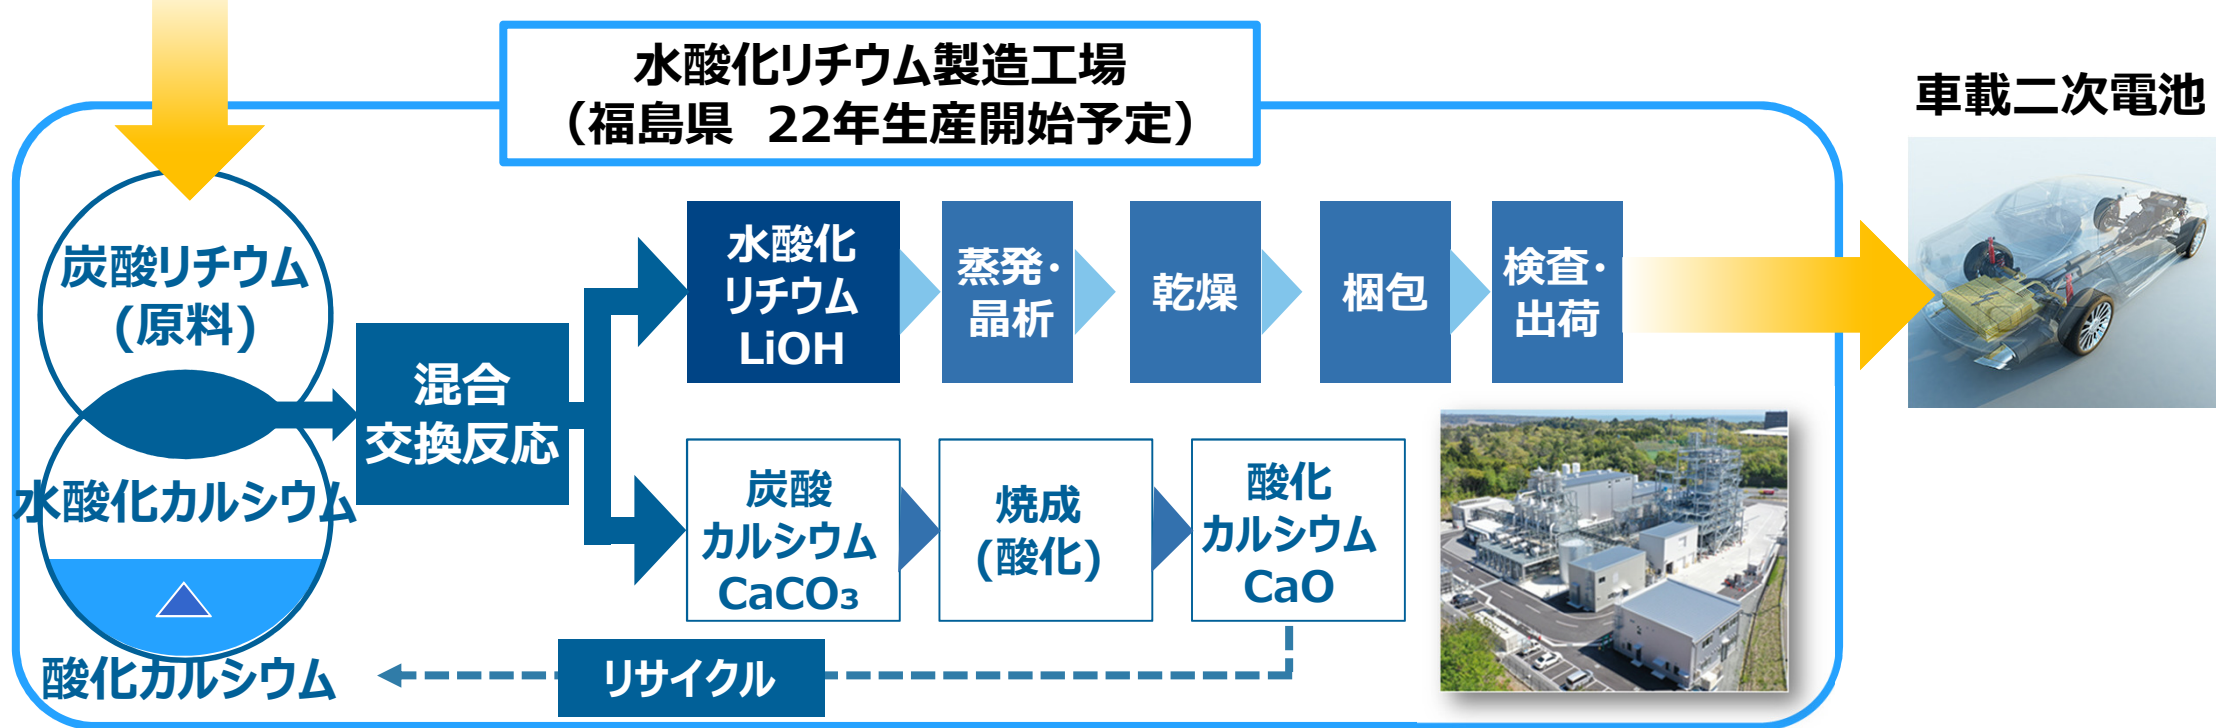 水酸化リチウム製造工場
（福島県 22年生産開始予定）
車載二次電池
炭酸リチウム
(原料)
水酸化カルシウム
酸化カルシウム
混合
交換反応
水酸化
リチウム
LiOH
蒸発・
晶析
乾燥
梱包
検査・
出荷
炭酸
カルシウム
CaCO₃
焼成
(酸化)
酸化
カルシウム
CaO
リサイクル